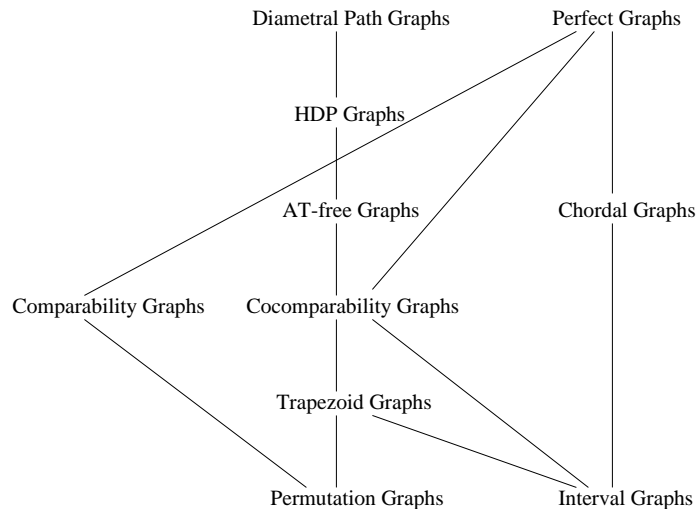 Diametral Path Graphs
Perfect Graphs
HDP Graphs
AT-free Graphs
Chordal Graphs
Comparability Graphs
Cocomparability Graphs
Trapezoid Graphs
Permutation Graphs
Interval Graphs